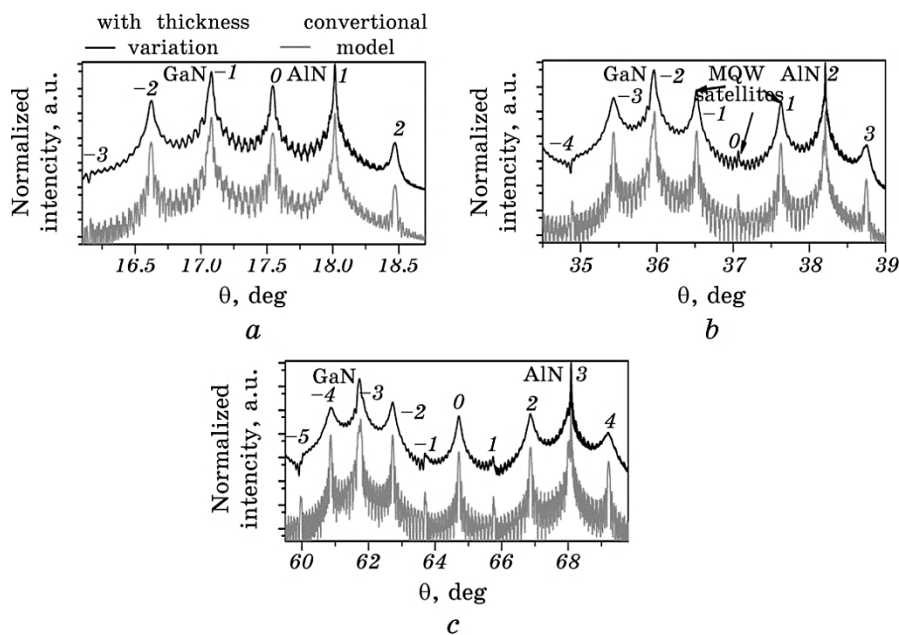 with thickness
variation
convertional
model
Normalized
intencity, a.u.
-3
-2
GaN
-1
0
AlN
1
2
16.5 17.0 17.5 18.0 18.5
θ, deg
a
Normalized
intencity, a.u.
-4
-3
GaN
-2
MQW
satellites
-1
0
1
AlN
2
3
35 36 37 38 39
θ, deg
b
Normalized
intencity, a.u.
-5
-4
GaN
-3
-2
-1
0
1
2
AlN
3
4
60 62 64 66 68
θ, deg
c